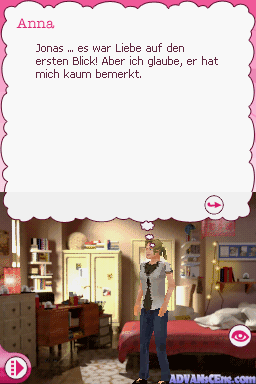 Anna
Jonas ... es war Liebe auf den
ersten Blick! Aber ich glaube, er hat
mich kaum bemerkt.
ADVANsCEne.com